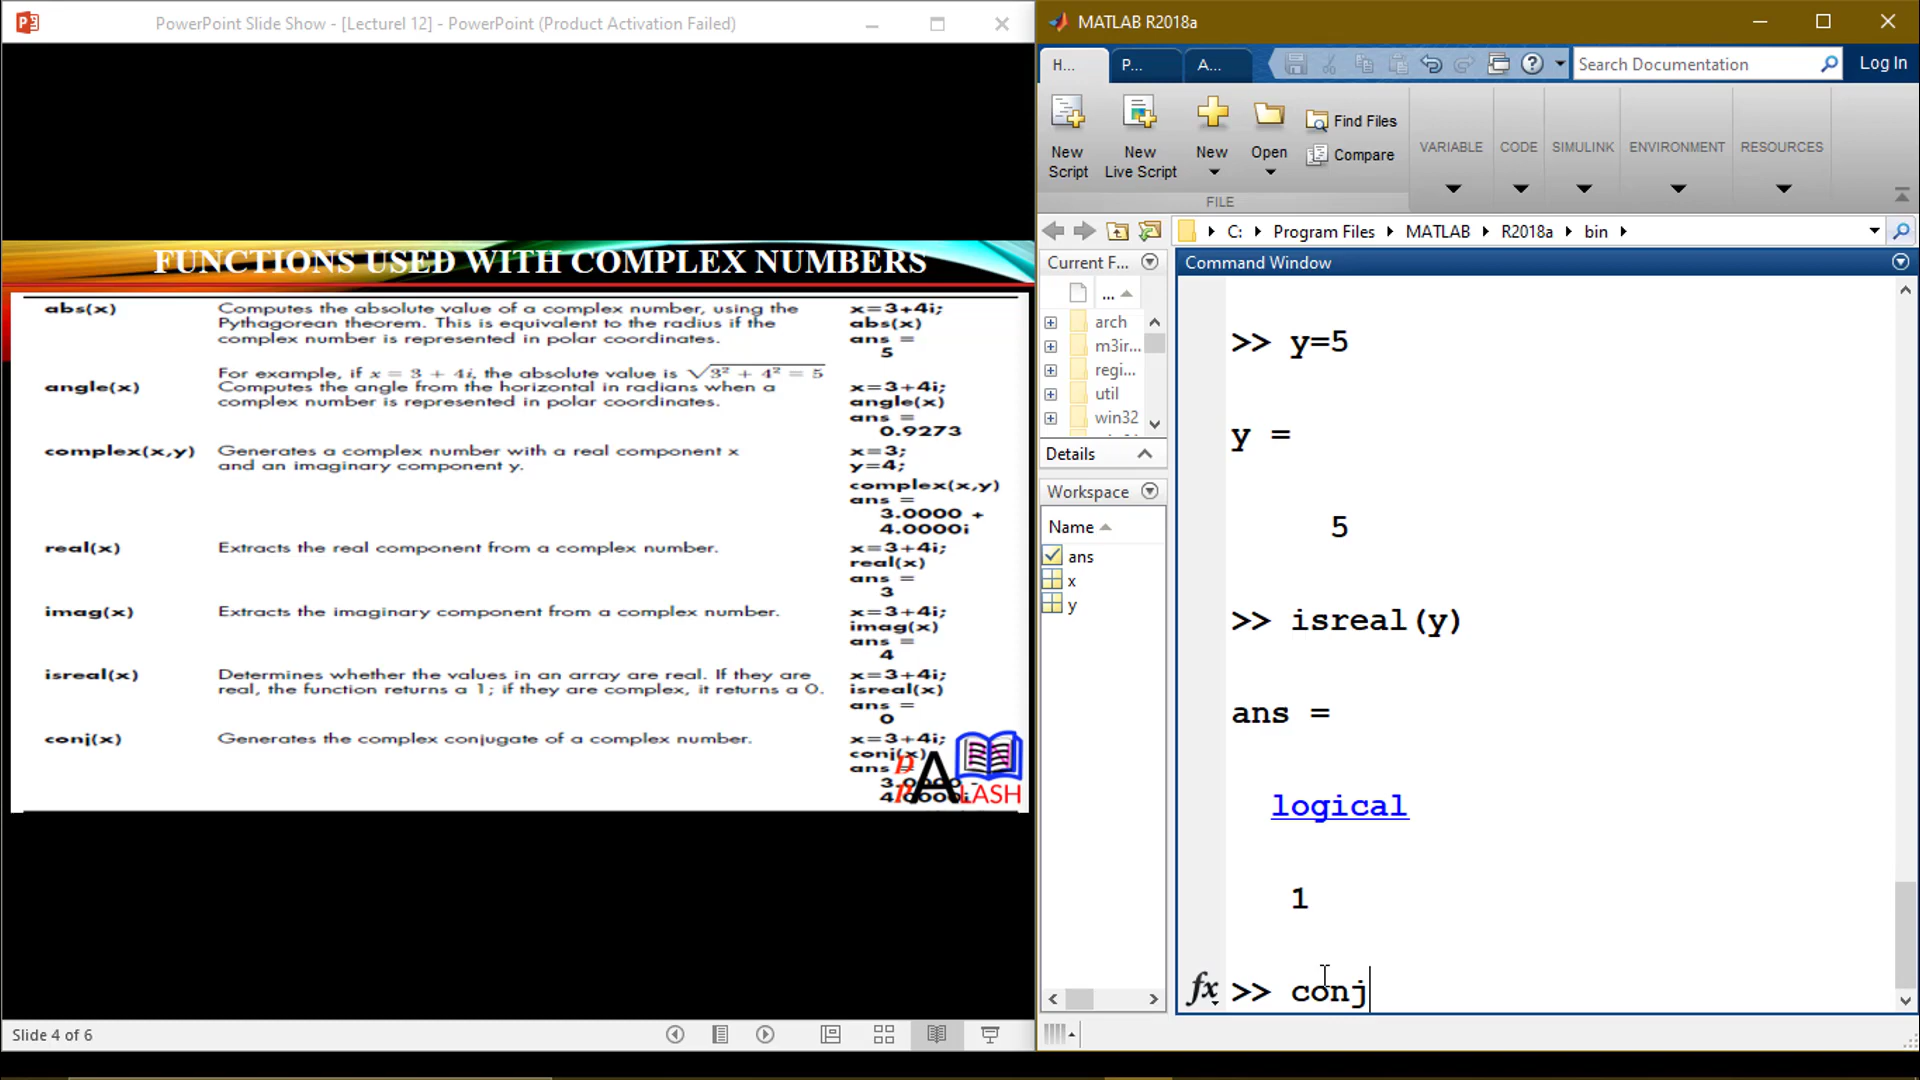 PowerPoint Slide Show - [Lecturel 12] - PowerPoint (Product Activation Failed)
FUNCTIONS USED WITH COMPLEX NUMBERS
abs(x)
Computes the absolute value of a complex number, using the
Pythagorean theorem. This is equivalent to the radius if the
complex number is represented in polar coordinates.
For example, if x = 3 + 4i, the absolute value is √3² + 4² = 5
x=3+4i;
abs(x)
ans =
5
angle(x)
Computes the angle from the horizontal in radians when a
complex number is represented in polar coordinates.
x=3+4i;
angle(x)
ans =
0.9273
complex(x,y)
Generates a complex number with a real component x
and an imaginary component y.
x=3;
y=4;
complex(x,y)
ans =
3.0000 +
4.0000i
real(x)
Extracts the real component from a complex number.
x=3+4i;
real(x)
ans =
3
imag(x)
Extracts the imaginary component from a complex number.
x=3+4i;
imag(x)
ans =
4
isreal(x)
Determines whether the values in an array are real. If they are
real, the function returns a 1; if they are complex, it returns a 0.
x=3+4i;
isreal(x)
ans =
0
conj(x)
Generates the complex conjugate of a complex number.
x=3+4i;
conj(x)
ans =
3.0000 -
4.0000i
ALASH
Slide 4 of 6
MATLAB R2018a
H...
P...
A...
Search Documentation
Log In
New
Script
New
Live Script
New
Open
Find Files
Compare
FILE
VARIABLE
CODE
SIMULINK
ENVIRONMENT
RESOURCES
C:
Program Files
MATLAB
R2018a
bin
Current F...
...
arch
m3ir...
regi...
util
win32
Details
Workspace
Name
ans
x
y
Command Window
>> y=5
y =
5
>> isreal(y)
ans =
logical
1
fx >> conj